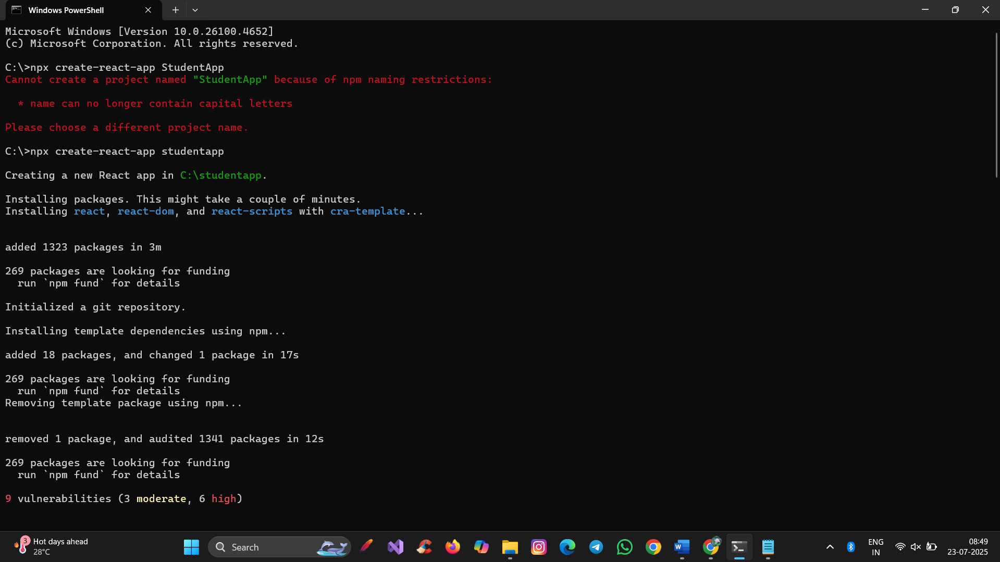 Windows PowerShell
Microsoft Windows [Version 10.0.26100.4652]
(c) Microsoft Corporation. All rights reserved.
C:\>npx create-react-app StudentApp
Cannot create a project named "StudentApp" because of npm naming restrictions:
* name can no longer contain capital letters
Please choose a different project name.
C:\>npx create-react-app studentapp
Creating a new React app in C:\studentapp.
Installing packages. This might take a couple of minutes.
Installing react, react-dom, and react-scripts with cra-template...
added 1323 packages in 3m
269 packages are looking for funding
run `npm fund` for details
Initialized a git repository.
Installing template dependencies using npm...
added 18 packages, and changed 1 package in 17s
269 packages are looking for funding
run `npm fund` for details
Removing template package using npm...
removed 1 package, and audited 1341 packages in 12s
269 packages are looking for funding
run `npm fund` for details
9 vulnerabilities (3 moderate, 6 high)
3
Hot days ahead
28°C
Search
W
ENG
IN
08:49
23-07-2025